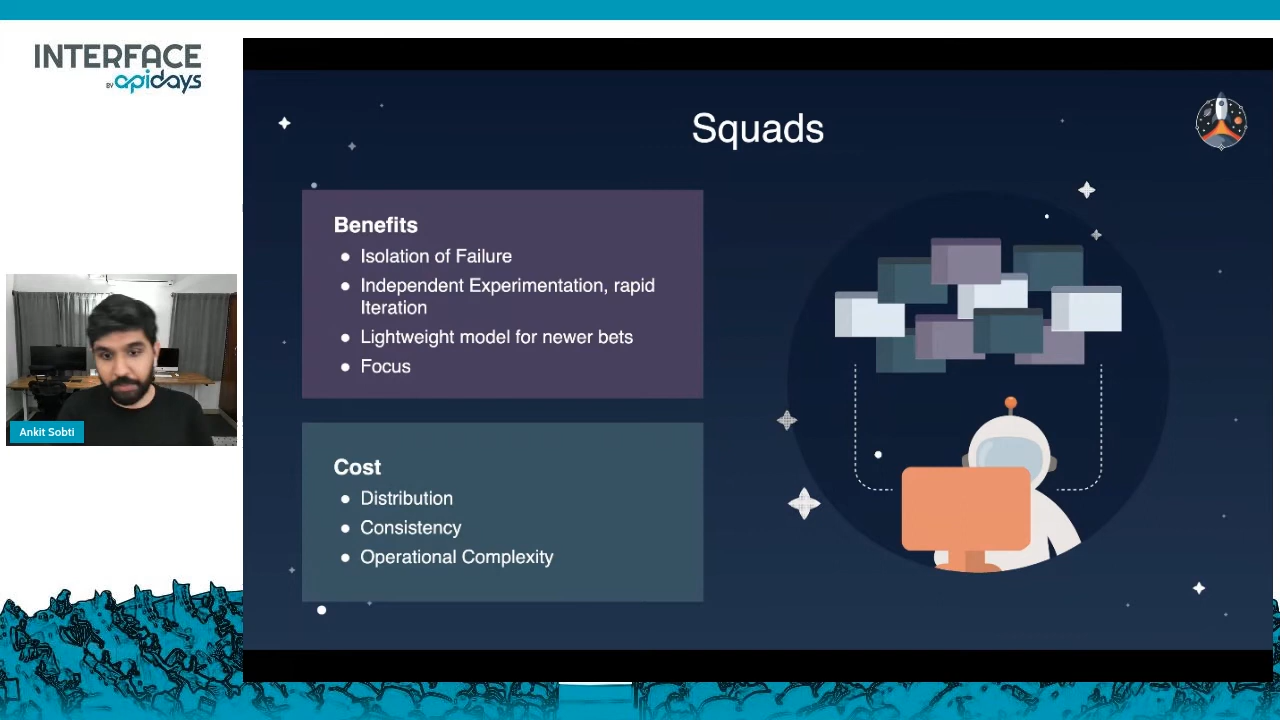 INTERFACE
BY apidays
Squads
Benefits
● Isolation of Failure
● Independent Experimentation, rapid
Iteration
● Lightweight model for newer bets
● Focus
Cost
● Distribution
● Consistency
● Operational Complexity
Ankit Sobti